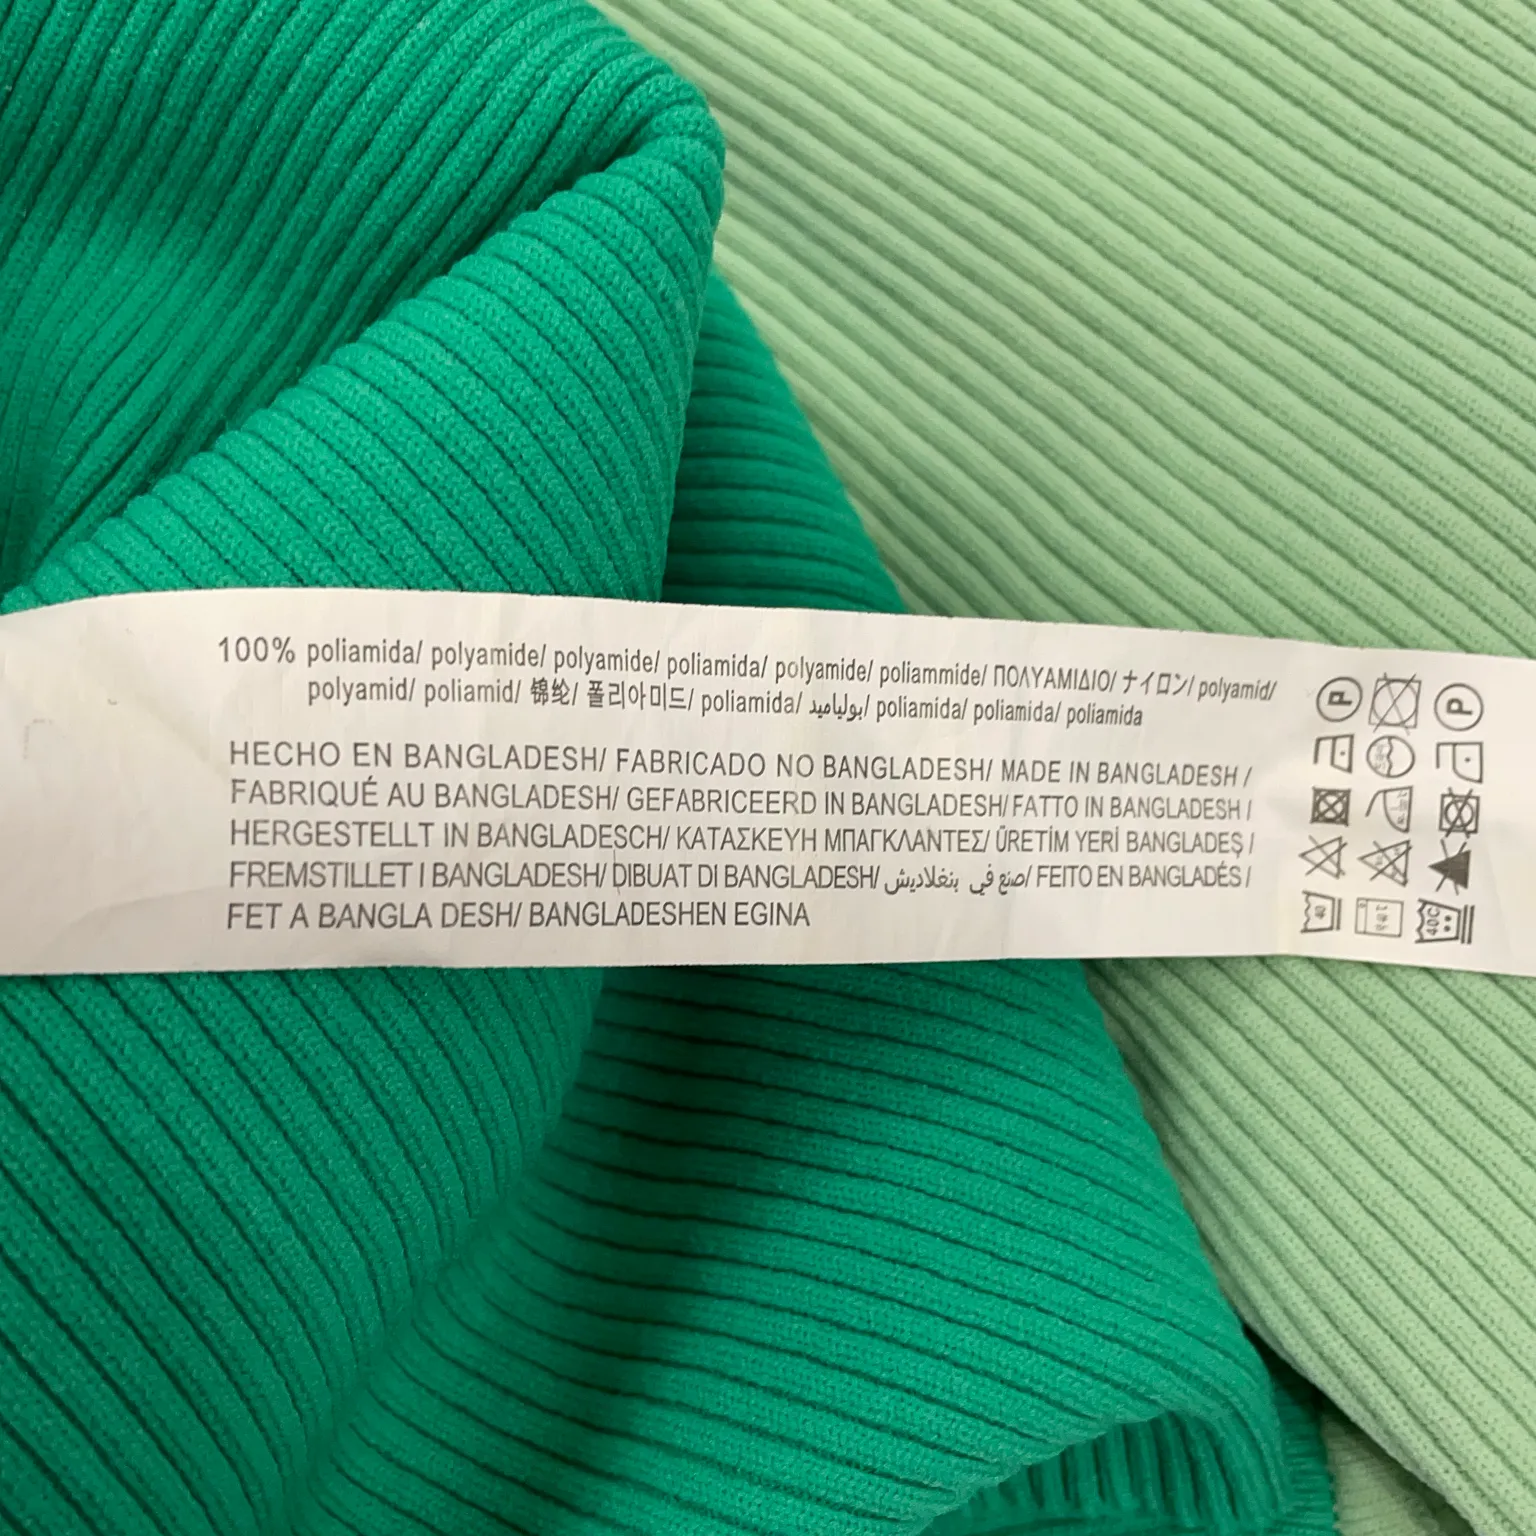 100% poliamida/ polyamide/ polyamide/ poliamida/ polyamide/ poliammide/ ΠΟΛΥΑΜΙΔΙΟ/ ナイロン/ polyamid/
polyamid/ poliamid/ 锦纶/ 폴리아미드/ poliamida/ بولياميد/ poliamida/ poliamida/ poliamida
HECHO EN BANGLADESH/ FABRICADO NO BANGLADESH/ MADE IN BANGLADESH /
FABRIQUÉ AU BANGLADESH/ GEFABRICEERD IN BANGLADESH/ FATTO IN BANGLADESH /
HERGESTELLT IN BANGLADESCH/ ΚΑΤΑΣΚΕΥΗ ΜΠΑΓΚΛΑΝΤΕΣ/ ÜRETİM YERİ BANGLADEŞ /
FREMSTILLET I BANGLADESH/ DIBUAT DI BANGLADESH/ صنع في بنغلاديش/ FEITO EN BANGLADÉS /
FET A BANGLA DESH/ BANGLADESHEN EGINA
P P
40 40C